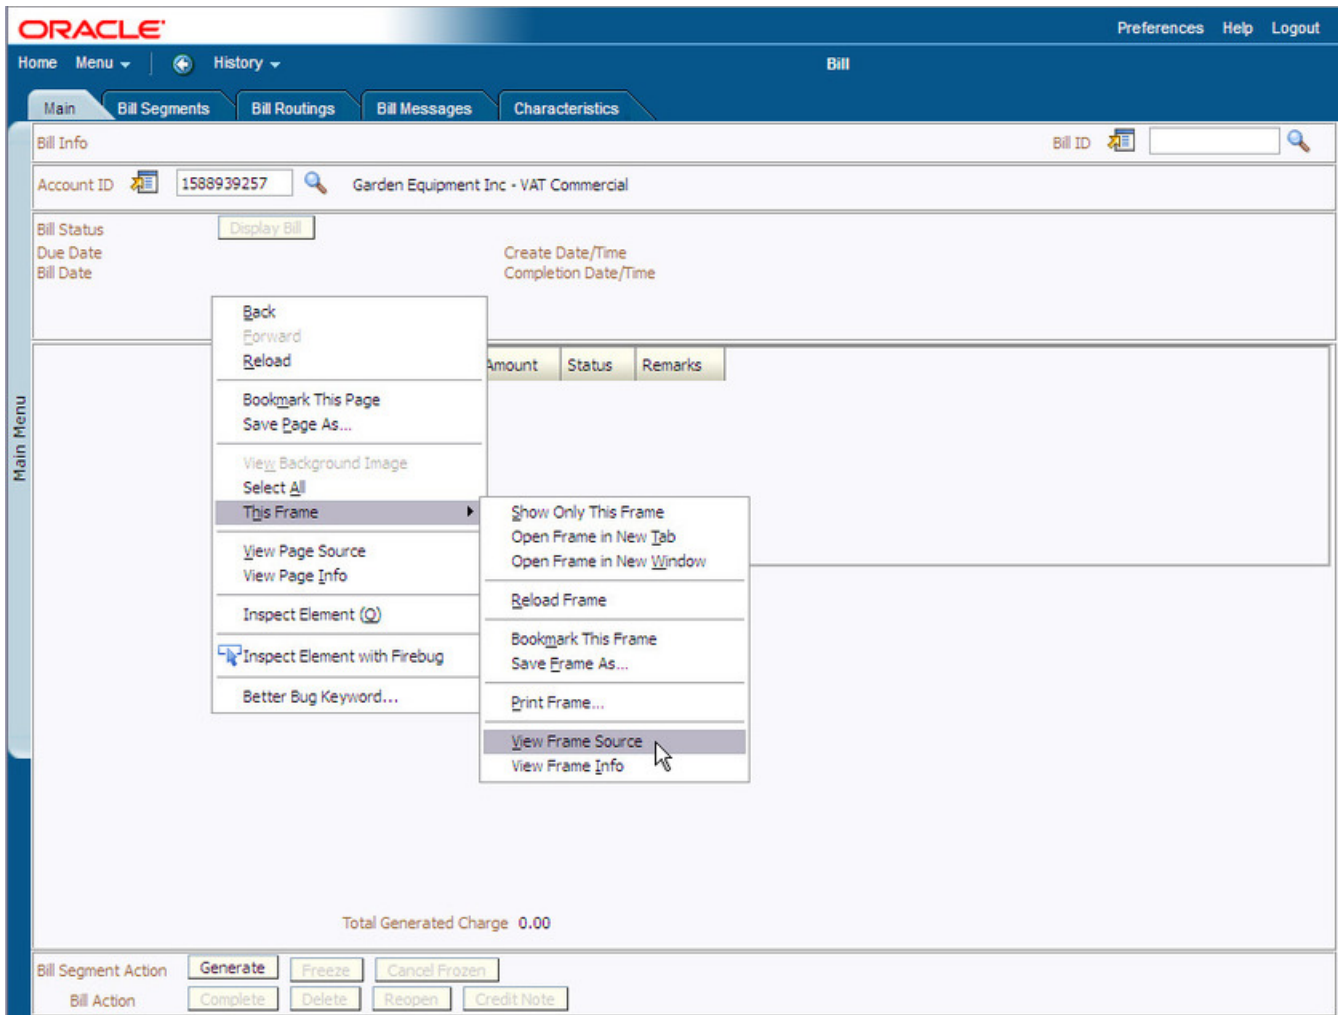 ORACLE
Preferences Help Logout
Home Menu History Bill
Main Bill Segments Bill Routings Bill Messages Characteristics
Bill Info Bill ID
Account ID 1588939257 Garden Equipment Inc - VAT Commercial
Bill Status Display Bill
Due Date Create Date/Time
Bill Date Completion Date/Time
Amount Status Remarks
Main Menu
Back
Forward
Reload
Bookmark This Page
Save Page As...
View Background Image
Select All
This Frame
View Page Source
View Page Info
Inspect Element (Q)
Inspect Element with Firebug
Better Bug Keyword...
Show Only This Frame
Open Frame in New Tab
Open Frame in New Window
Reload Frame
Bookmark This Frame
Save Frame As...
Print Frame...
View Frame Source
View Frame Info
Total Generated Charge 0.00
Bill Segment Action Generate Freeze Cancel Frozen
Bill Action Complete Delete Reopen Credit Note